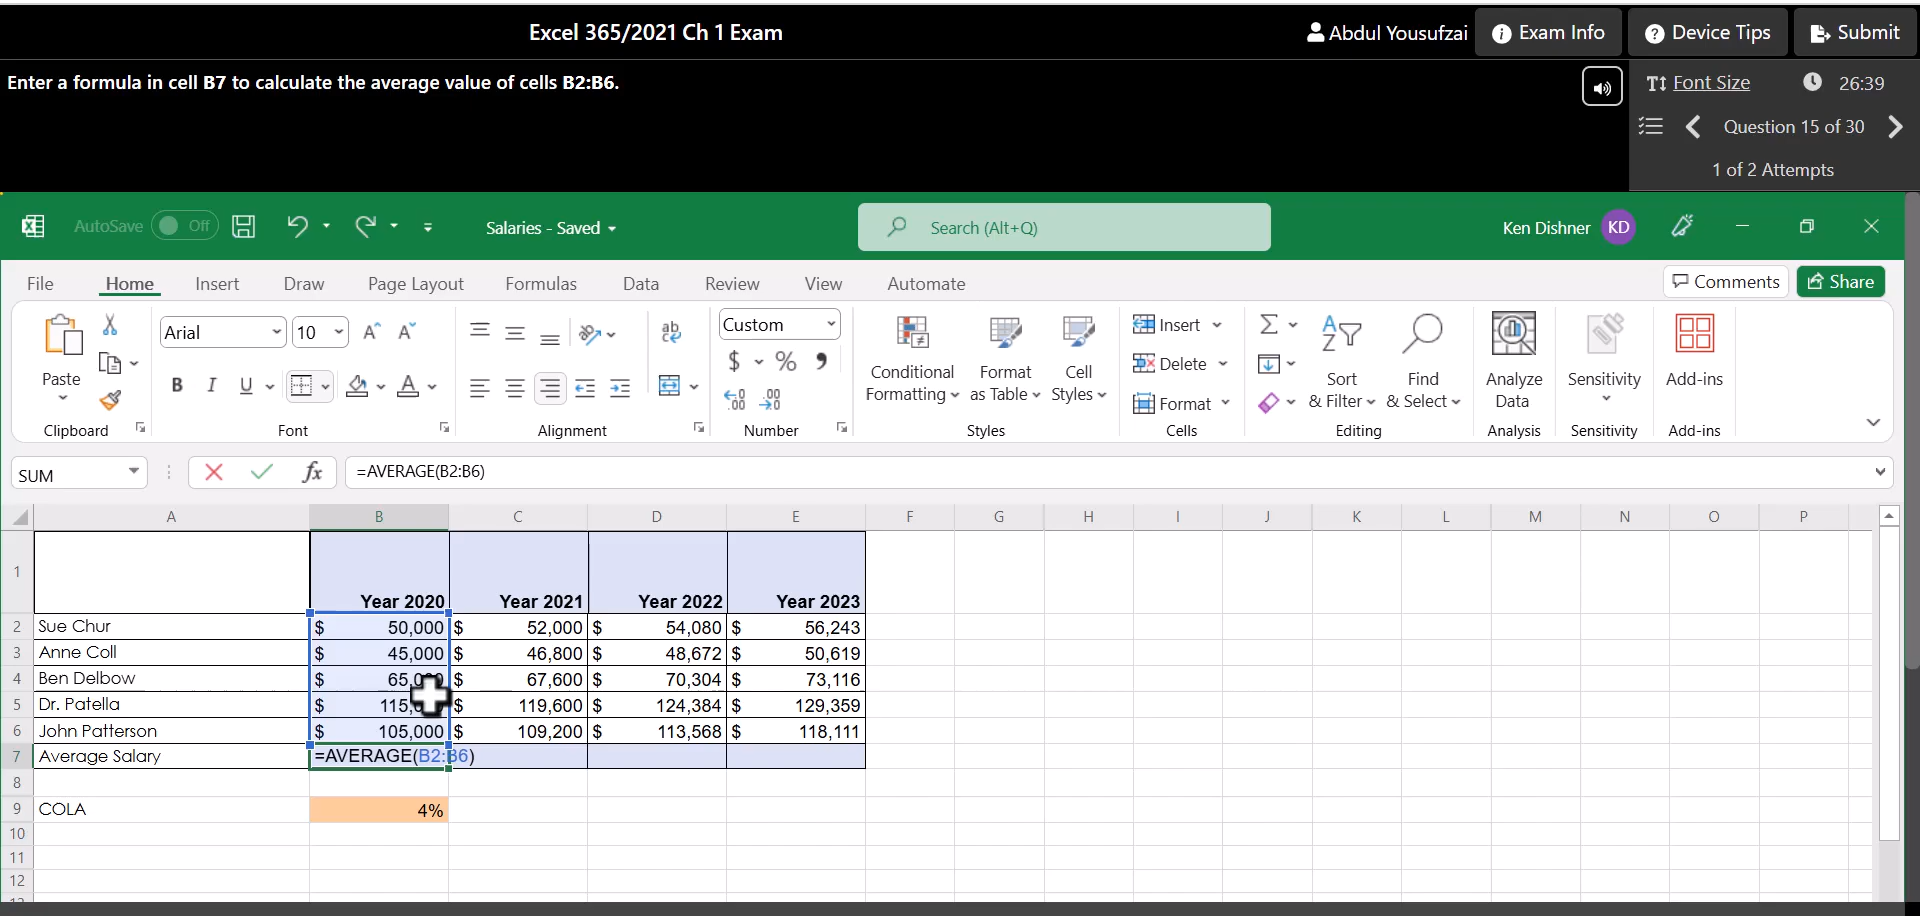 Excel 365/2021 Ch 1 Exam
Abdul Yousufzai
Exam Info
Device Tips
Submit
Enter a formula in cell B7 to calculate the average value of cells B2:B6.
Font Size
26:39
Question 15 of 30
1 of 2 Attempts
AutoSave Off
Salaries - Saved
Search (Alt+Q)
Ken Dishner KD
File Home Insert Draw Page Layout Formulas Data Review View Automate
Comments Share
Paste
Clipboard
Arial 10
B I U
Font
ab
Alignment
Custom
$ % 9
Number
Conditional Formatting
Format as Table
Cell Styles
Styles
Insert
Delete
Format
Cells
Sort & Filter
Find & Select
Editing
Analyze Data
Analysis
Sensitivity
Sensitivity
Add-ins
Add-ins
SUM fx =AVERAGE(B2:B6)
A B C D E F G H I J K L M N O P
1 Year 2020 Year 2021 Year 2022 Year 2023
2 Sue Chur $ 50,000 $ 52,000 $ 54,080 $ 56,243
3 Anne Coll $ 45,000 $ 46,800 $ 48,672 $ 50,619
4 Ben Delbow $ $ 67,600 $ 70,304 $ 73,116
5 Dr. Patella $ $ 119,600 $ 124,384 $ 129,359
6 John Patterson $ 105,000 $ 109,200 $ 113,568 $ 118,111
7 Average Salary =AVERAGE(B2:B6)
8
9 COLA 4%
10
11
12